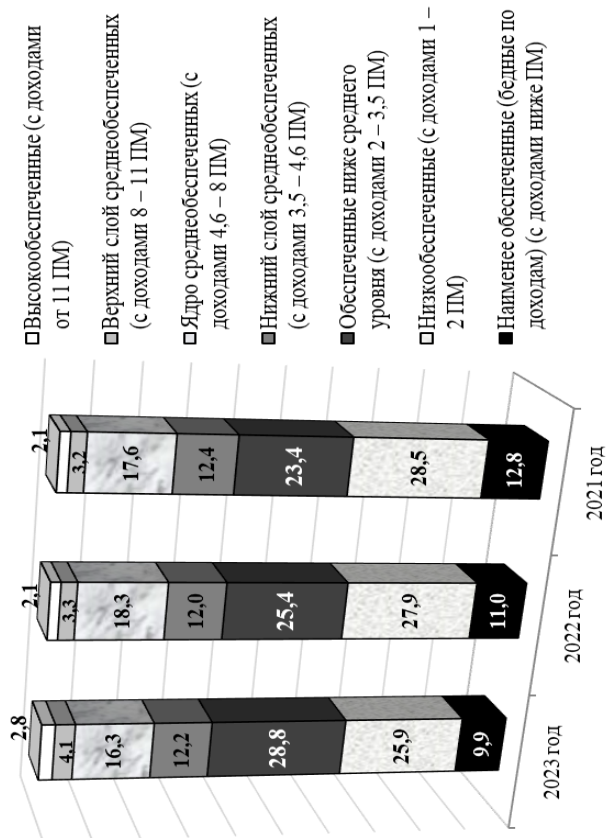 2,8
4,1
16,3
12,2
28,8
25,9
9,9
2,1
3,3
18,3
12,0
25,4
27,9
11,0
2,1
3,2
17,6
12,4
23,4
28,5
12,8
2023 год
2022 год
2021 год
Высокообеспеченные (с доходами
от 11 ПМ)
Верхний слой среднеобеспеченных
(с доходами 8 – 11 ПМ)
Ядро среднеобеспеченных (с
доходами 4,6 – 8 ПМ)
Нижний слой среднеобеспеченных
(с доходами 3,5 – 4,6 ПМ)
Обеспеченные ниже среднего
уровня (с доходами 2 – 3,5 ПМ)
Низкообеспеченные (с доходами 1 –
2 ПМ)
Наименее обеспеченные (бедные по
доходам) (с доходами ниже ПМ)